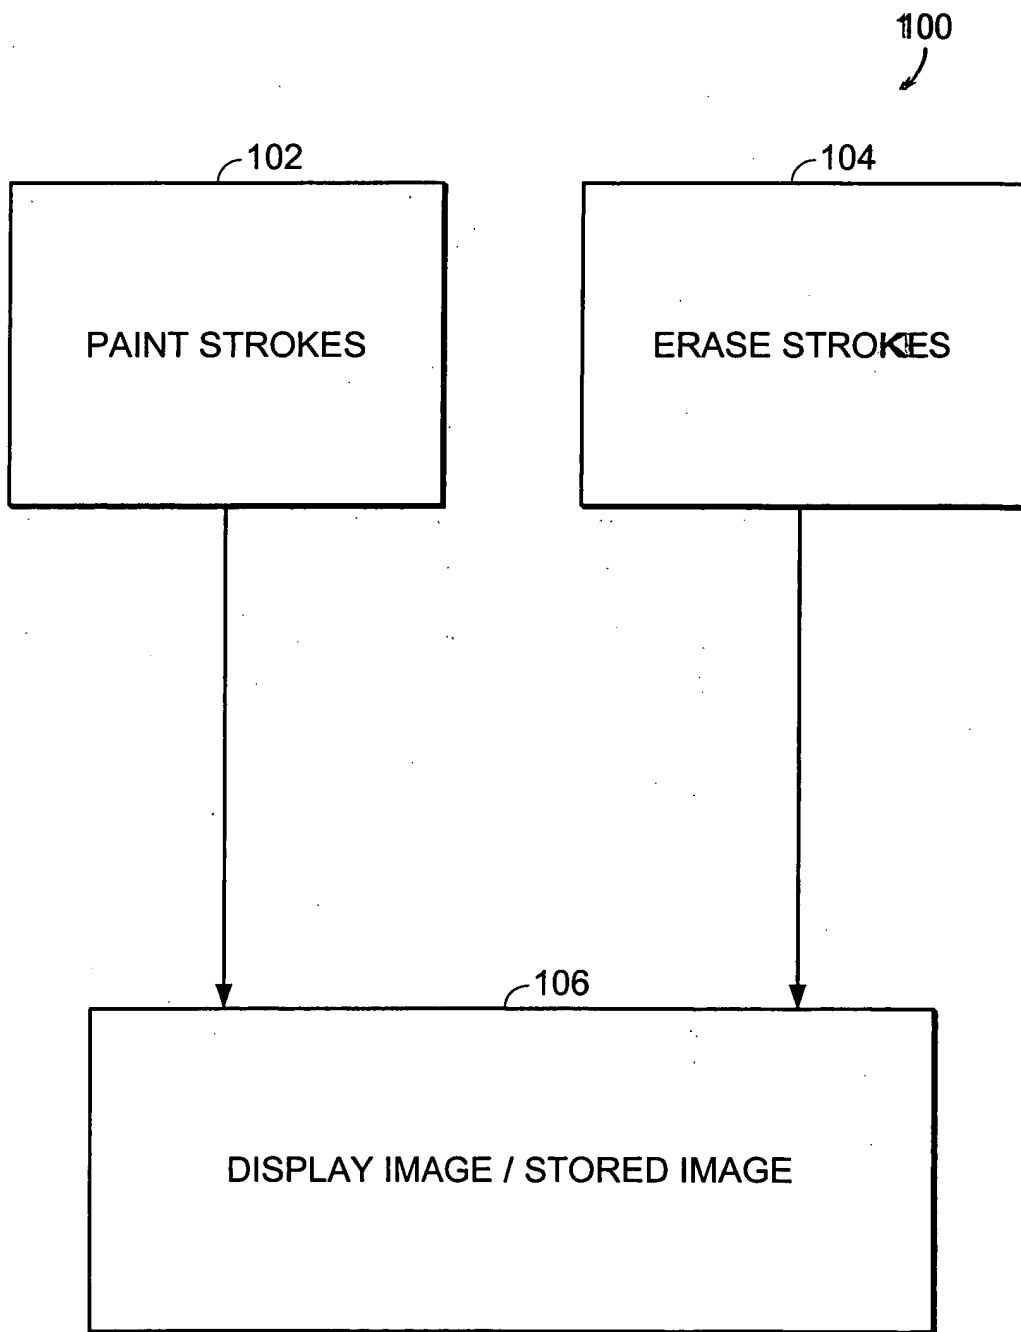 100
102
104
PAINT STROKES
ERASE STROKES
106
DISPLAY IMAGE / STORED IMAGE